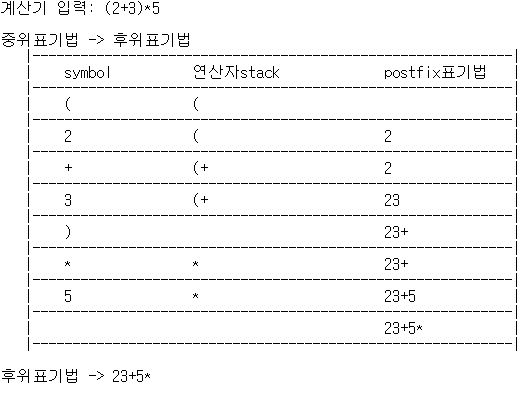 계산기 입력: (2+3)*5
중위표기법 -> 후위표기법
symbol 연산자stack postfix표기법
( (
2 ( 2
+ (+ 2
3 (+ 23
) 23+
* * 23+
5 * 23+5
23+5*
후위표기법 -> 23+5*